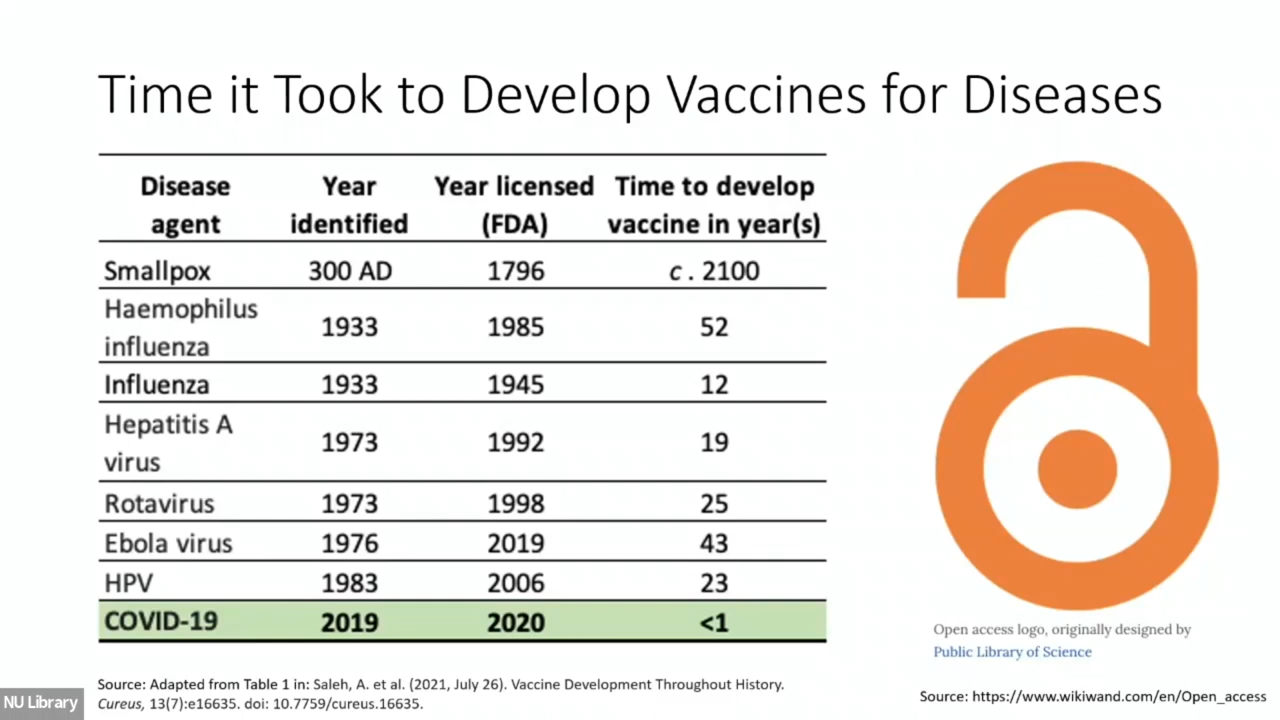 Time it Took to Develop Vaccines for Diseases
Disease agent Year identified Year licensed (FDA) Time to develop vaccine in year(s)
Smallpox 300 AD 1796 c . 2100
Haemophilus influenza 1933 1985 52
Influenza 1933 1945 12
Hepatitis A virus 1973 1992 19
Rotavirus 1973 1998 25
Ebola virus 1976 2019 43
HPV 1983 2006 23
COVID-19 2019 2020 <1
Open access logo, originally designed by
Public Library of Science
Source: Adapted from Table 1 in: Saleh, A. et al. (2021, July 26). Vaccine Development Throughout History.
Cureus, 13(7):e16635. doi: 10.7759/cureus.16635.
Source: https://www.wikiwand.com/en/Open_access
NU Library